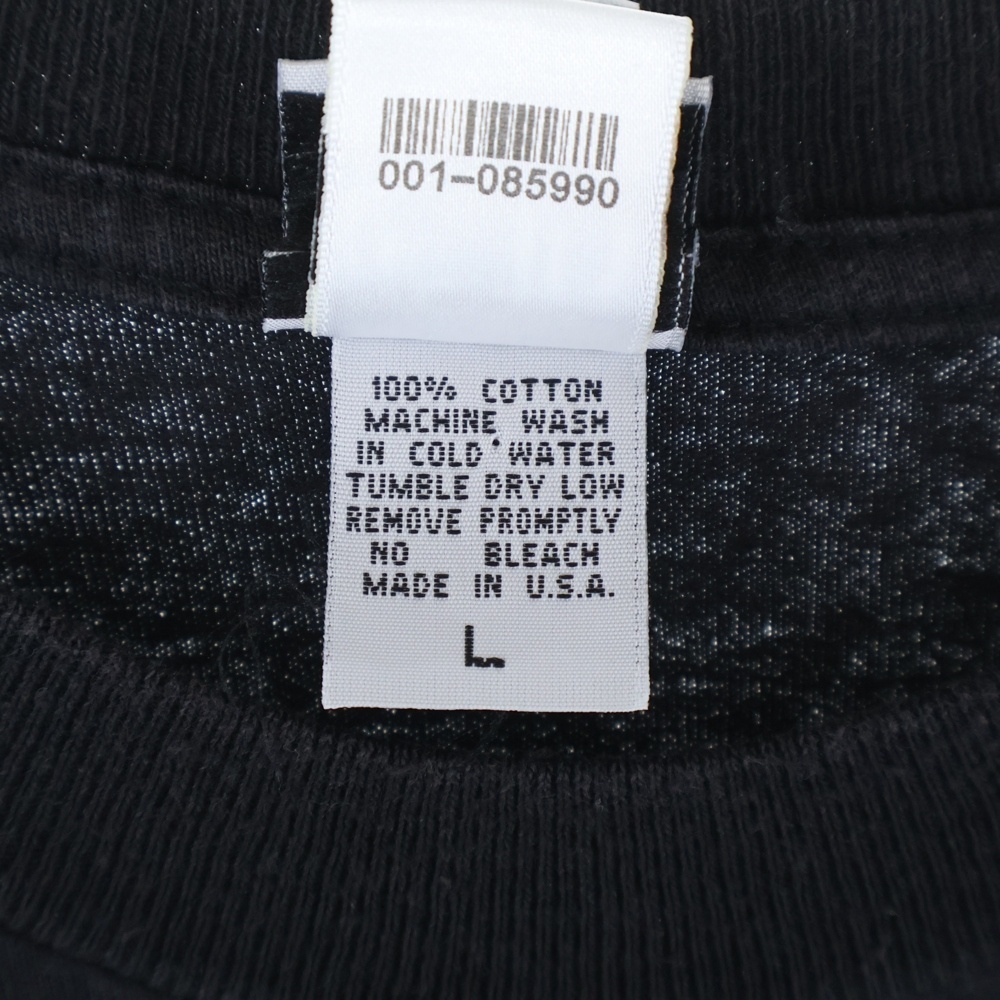 001-085990
100% COTTON
MACHINE WASH
IN COLD WATER
TUMBLE DRY LOW
REMOVE PROMPTLY
NO BLEACH
MADE IN U.S.A.
L